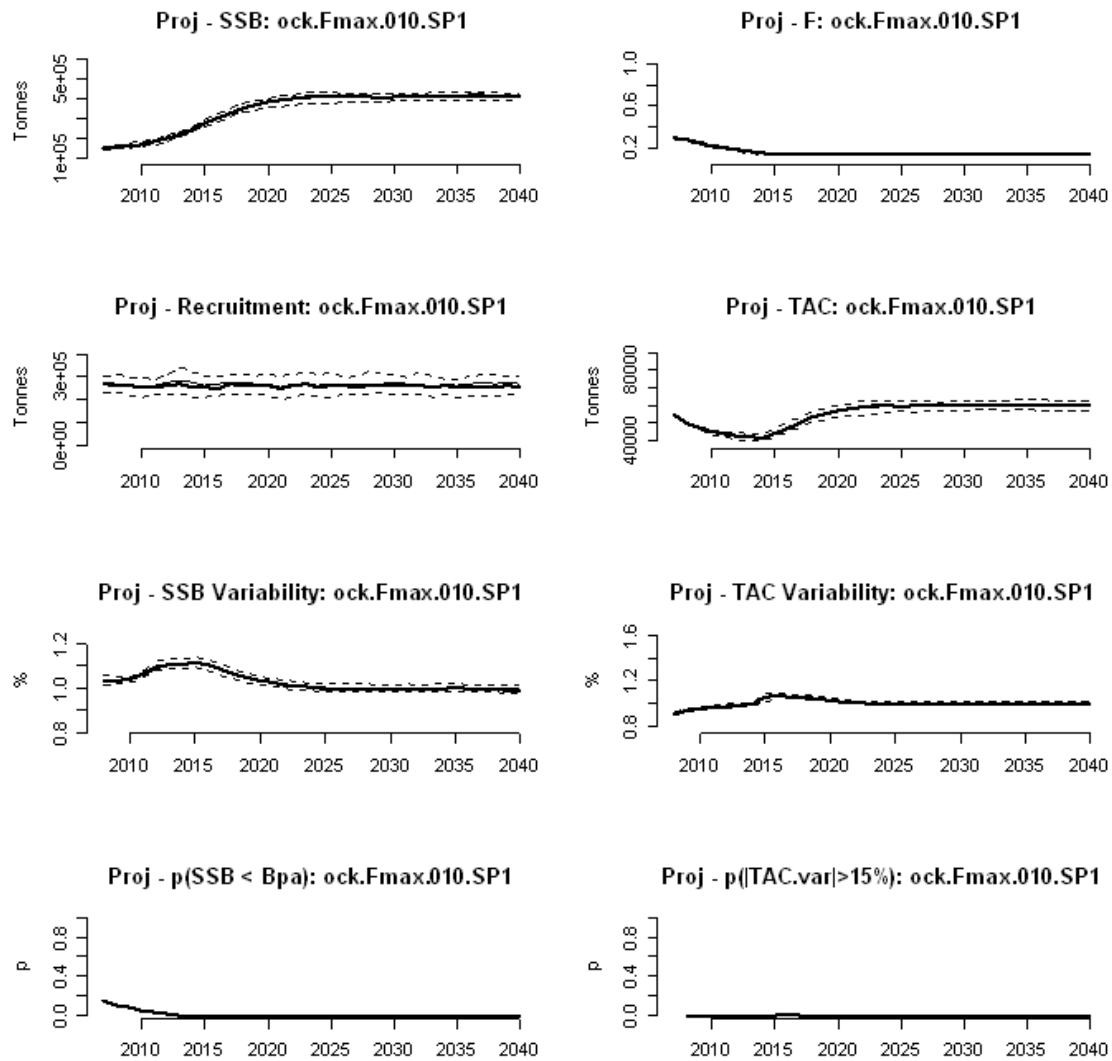 Proj - SSB: ock.Fmax.010.SP1
Tonnes
1e+05 5e+05
2010 2015 2020 2025 2030 2035 2040
Proj - F: ock.Fmax.010.SP1
0.2 0.6 1.0
2010 2015 2020 2025 2030 2035 2040
Proj - Recruitment: ock.Fmax.010.SP1
Tonnes
0e+00 3e+05
2010 2015 2020 2025 2030 2035 2040
Proj - TAC: ock.Fmax.010.SP1
Tonnes
40000 80000
2010 2015 2020 2025 2030 2035 2040
Proj - SSB Variability: ock.Fmax.010.SP1
%
0.8 1.0 1.2
2010 2015 2020 2025 2030 2035 2040
Proj - TAC Variability: ock.Fmax.010.SP1
%
0.8 1.2 1.6
2010 2015 2020 2025 2030 2035 2040
Proj - p(SSB < Bpa): ock.Fmax.010.SP1
p
0.0 0.4 0.8
2010 2015 2020 2025 2030 2035 2040
Proj - p(|TAC.var|>15%): ock.Fmax.010.SP1
p
0.0 0.4 0.8
2010 2015 2020 2025 2030 2035 2040